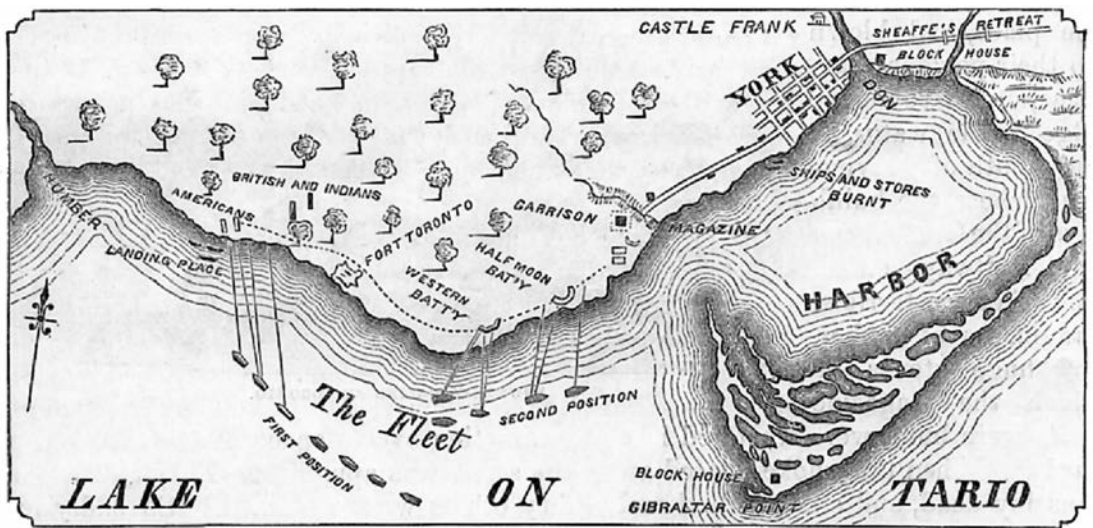 CASTLE FRANK
SHEAFFE'S RETREAT
BLOCK HOUSE
YORK
DON
HUMBER
BRITISH AND INDIANS
AMERICANS
LANDING PLACE
FORT TORONTO
WESTERN
BATTY
HALF MOON
BATTY
GARRISON
MAGAZINE
SHIPS AND STORES
BURNT
HARBOR
The Fleet
FIRST POSITION
SECOND POSITION
BLOCK HOUSE
GIBRALTAR POINT
LAKE ON TARIO